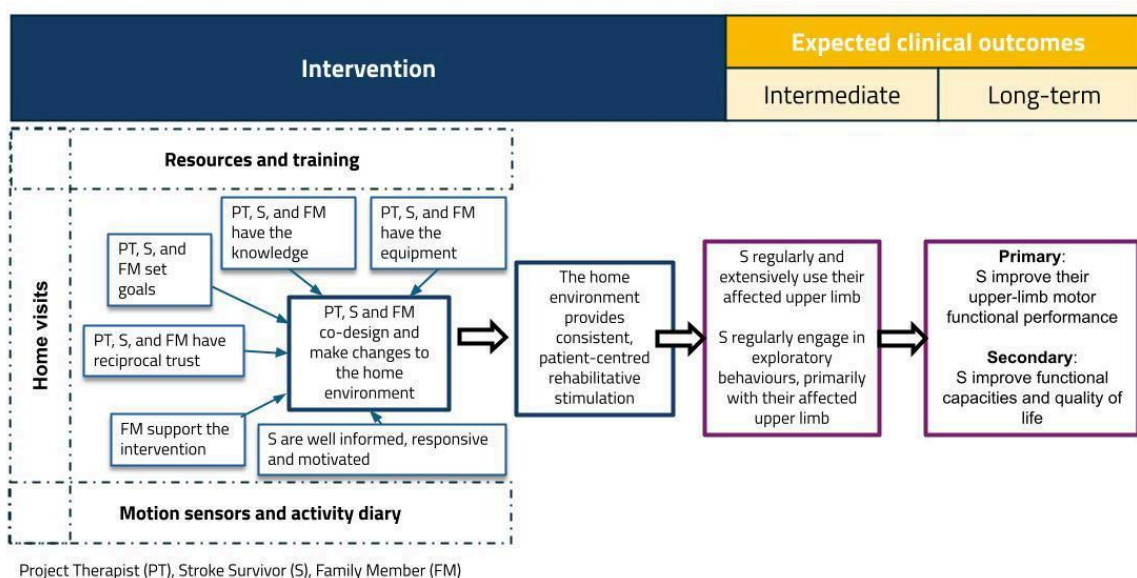 Intervention
Expected clinical outcomes
Intermediate
Long-term
Home visits
Resources and training
PT, S, and FM
have the
knowledge
PT, S, and FM
have the
equipment
PT, S, and
FM set
goals
PT, S, and FM have
reciprocal trust
FM support the
intervention
S are well informed, responsive
and motivated
PT, S and FM
co-design and
make changes to
the home
environment
The home
environment
provides
consistent,
patient-centred
rehabilitative
stimulation
S regularly and
extensively use their
affected upper limb
S regularly engage in
exploratory
behaviours, primarily
with their affected
upper limb
Primary:
S improve their
upper-limb motor
functional performance
Secondary:
S improve functional
capacities and quality of
life
Motion sensors and activity diary
Project Therapist (PT), Stroke Survivor (S), Family Member (FM)